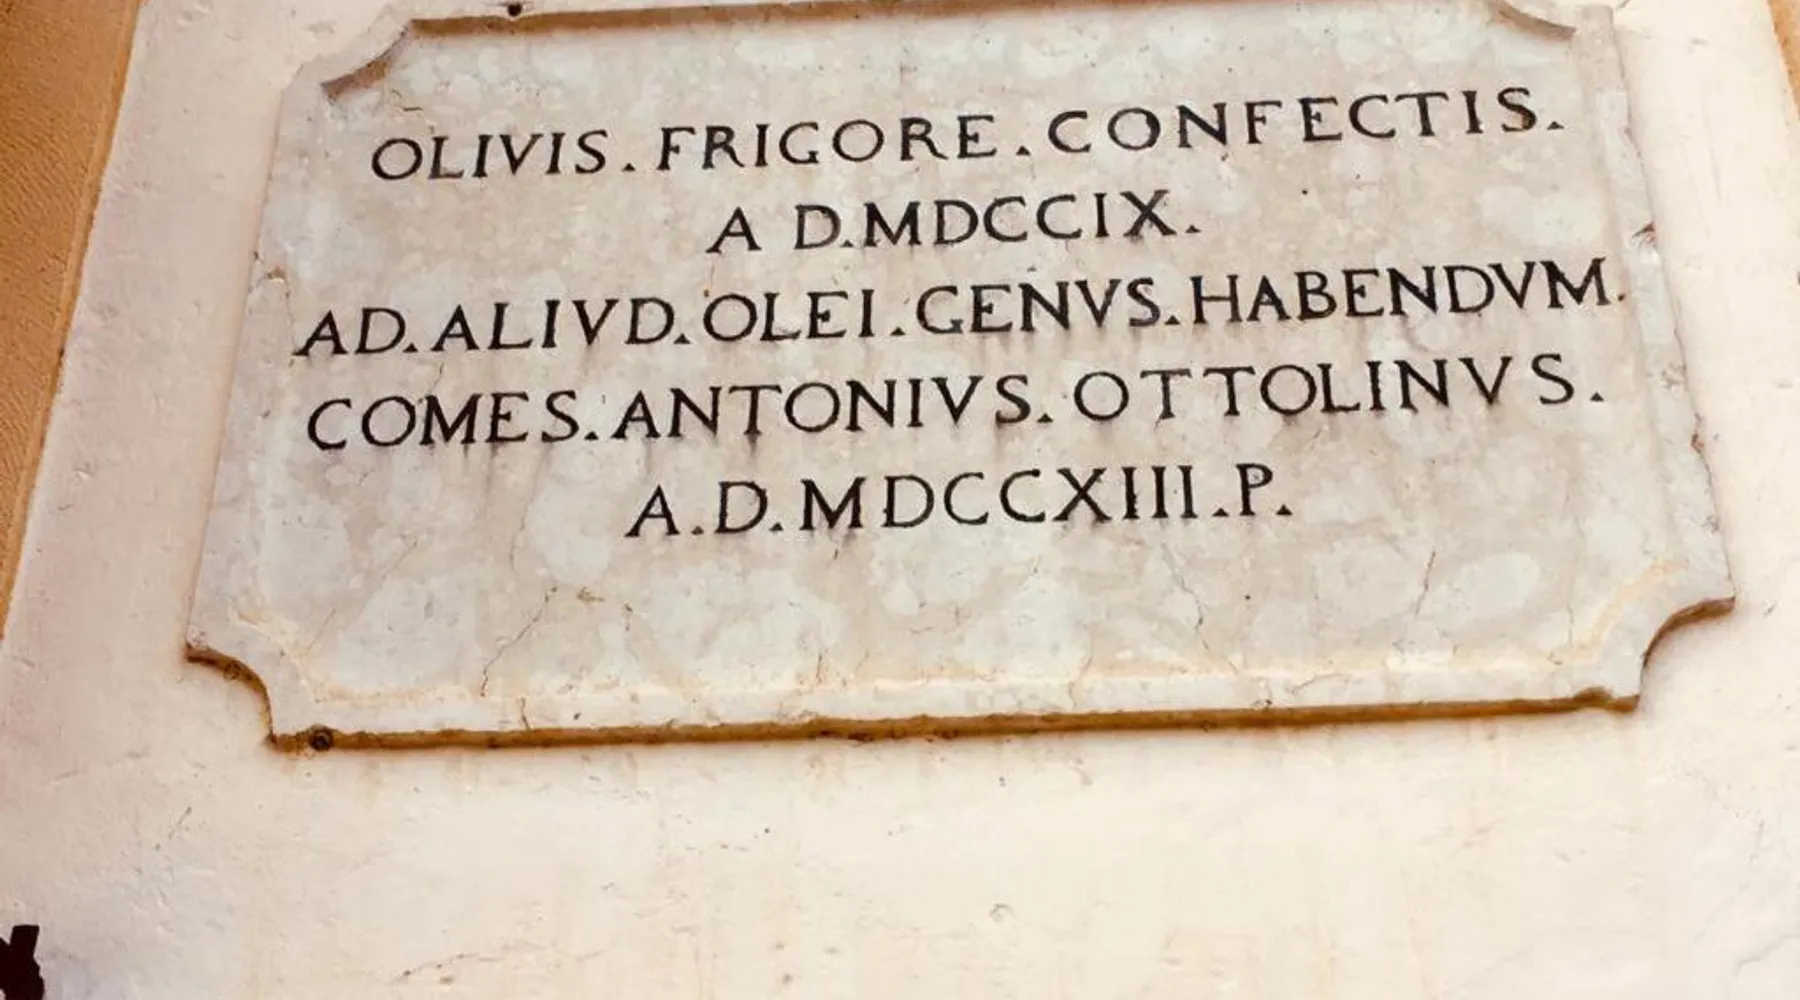 OLIVIS. FRIGORE. CONFECTIS.
A D. MDCCIX.
AD. ALIVD. OLEI. GENVS. HABENDVM.
COMES. ANTONIVS. OTTOLINVS.
A. D. MDCCXIII. P.